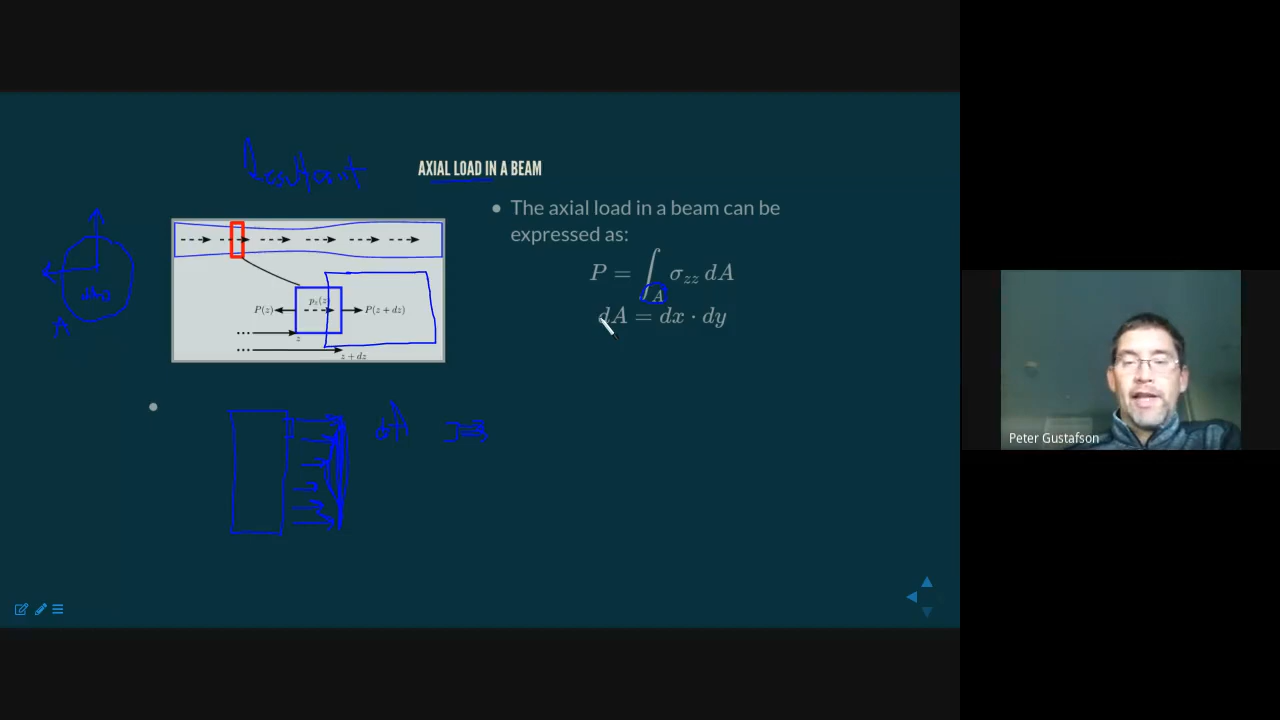 Resultant
AXIAL LOAD IN A BEAM
• The axial load in a beam can be
expressed as:
P = ∫_A σ_zz dA
dA = dx · dy
A
p_z(z)
P(z)
P(z + dz)
...
z
...
z + dz
•
dA
Peter Gustafson